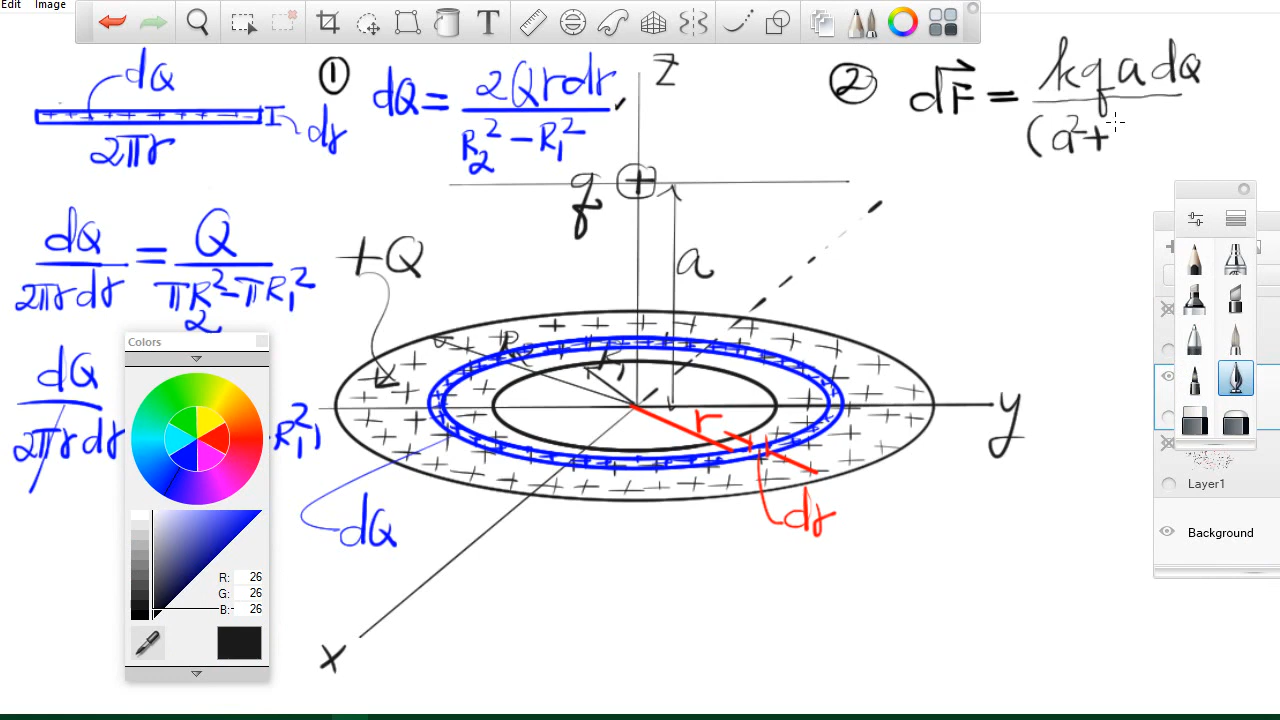 Edit Image
dQ
dr
2πr
① dQ = 2Qrdr / R₂² − R₁²
z
② dF⃗ = kqadQ / (a²+
q +
a
+Q
dQ / 2πrdr = Q / πR₂² − πR₁²
dQ / 2πrdr
R₁²)
Colors
R₂
R₁
r
y
dr
dQ
x
R: 26
G: 26
B: 26
Layer1
Background